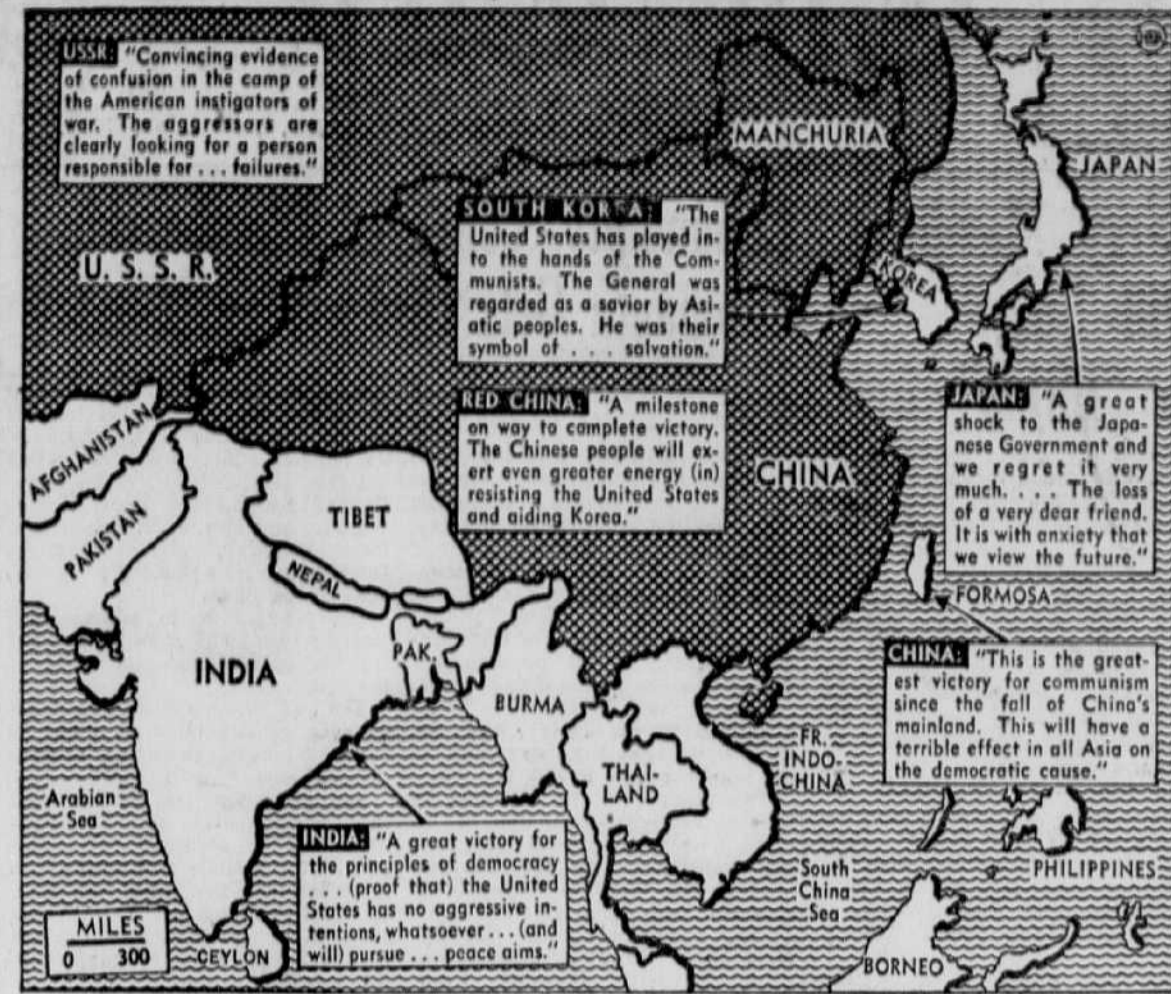 USSR: "Convincing evidence
of confusion in the camp of
the American instigators of
war. The aggressors are
clearly looking for a person
responsible for . . . failures."
MANCHURIA
JAPAN
SOUTH KOREA: "The
United States has played in-
to the hands of the Com-
munists. The General was
regarded as a savior by Asi-
atic peoples. He was their
symbol of . . . salvation."
U. S. S. R.
KOREA
RED CHINA: "A milestone
on way to complete victory.
The Chinese people will ex-
ert even greater energy (in)
resisting the United States
and aiding Korea."
JAPAN: "A great
shock to the Japa-
nese Government and
we regret it very
much. . . . The loss
of a very dear friend.
It is with anxiety that
we view the future."
AFGHANISTAN
PAKISTAN
TIBET
CHINA
NEPAL
FORMOSA
INDIA
PAK.
BURMA
CHINA: "This is the great-
est victory for communism
since the fall of China's
mainland. This will have a
terrible effect in all Asia on
the democratic cause."
FR.
INDO-
CHINA
THAI-
LAND
Arabian
Sea
INDIA: "A great victory for
the principles of democracy
. . . (proof that) the United
States has no aggressive in-
tentions, whatsoever . . . (and
will) pursue . . . peace aims."
South
China
Sea
PHILIPPINES
MILES
0 300
CEYLON
BORNEO